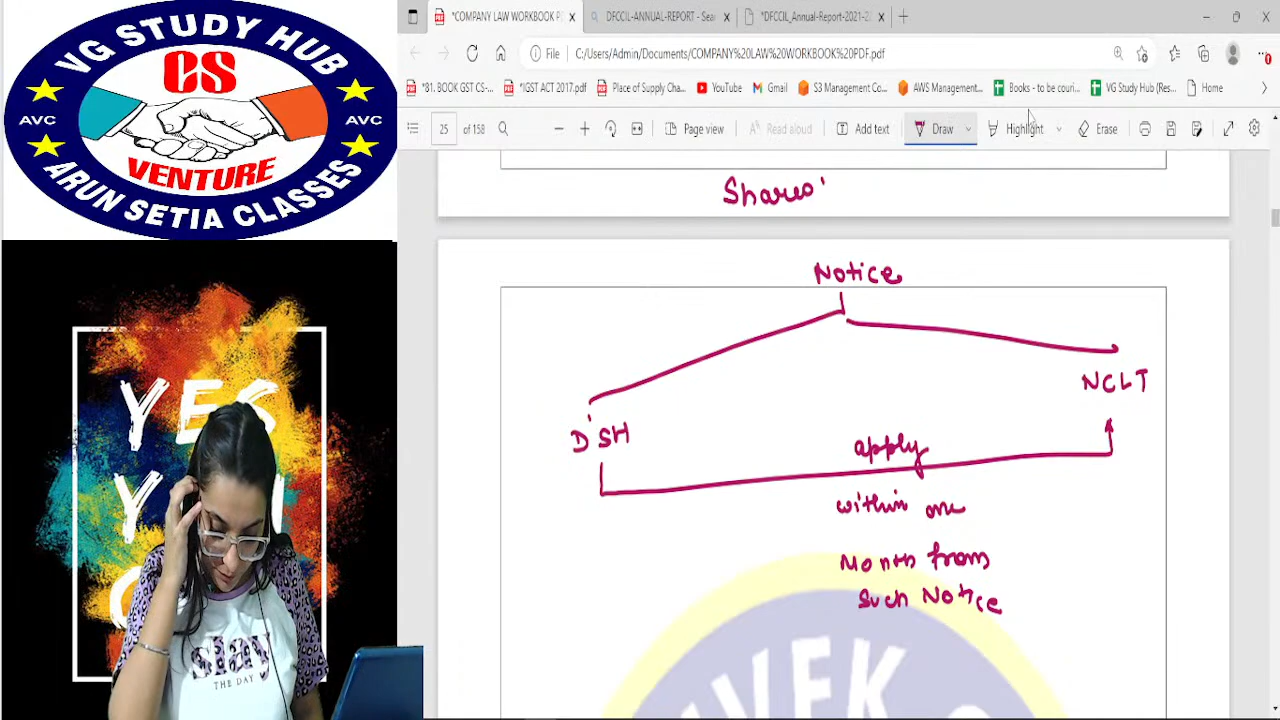 VG STUDY HUB
CS
AVC
AVC
VENTURE
ARUN SETIA CLASSES
YES
Y
slay
THE DAY
*COMPANY LAW WORKBOOK
DFCCIL-ANNUAL-REPORT - Sea
*DFCCIL_Annual-Report-2021-2
File
C:/Users/Admin/Documents/COMPANY%20LAW%20WORKBOOK%20PDF.pdf
*81. BOOK GST
*IGST ACT 2017.pdf
Place of Supply Cha...
YouTube
Gmail
S3 Management Co...
AWS Management...
Books - to be couri...
Vg Study Hub (Res...
Home
25 of 158
Page view
Read aloud
Add text
Draw
Highlight
Erase
Shares
Notice
NCLT
DSH
apply
within one
Month from
Such Notice
VEK